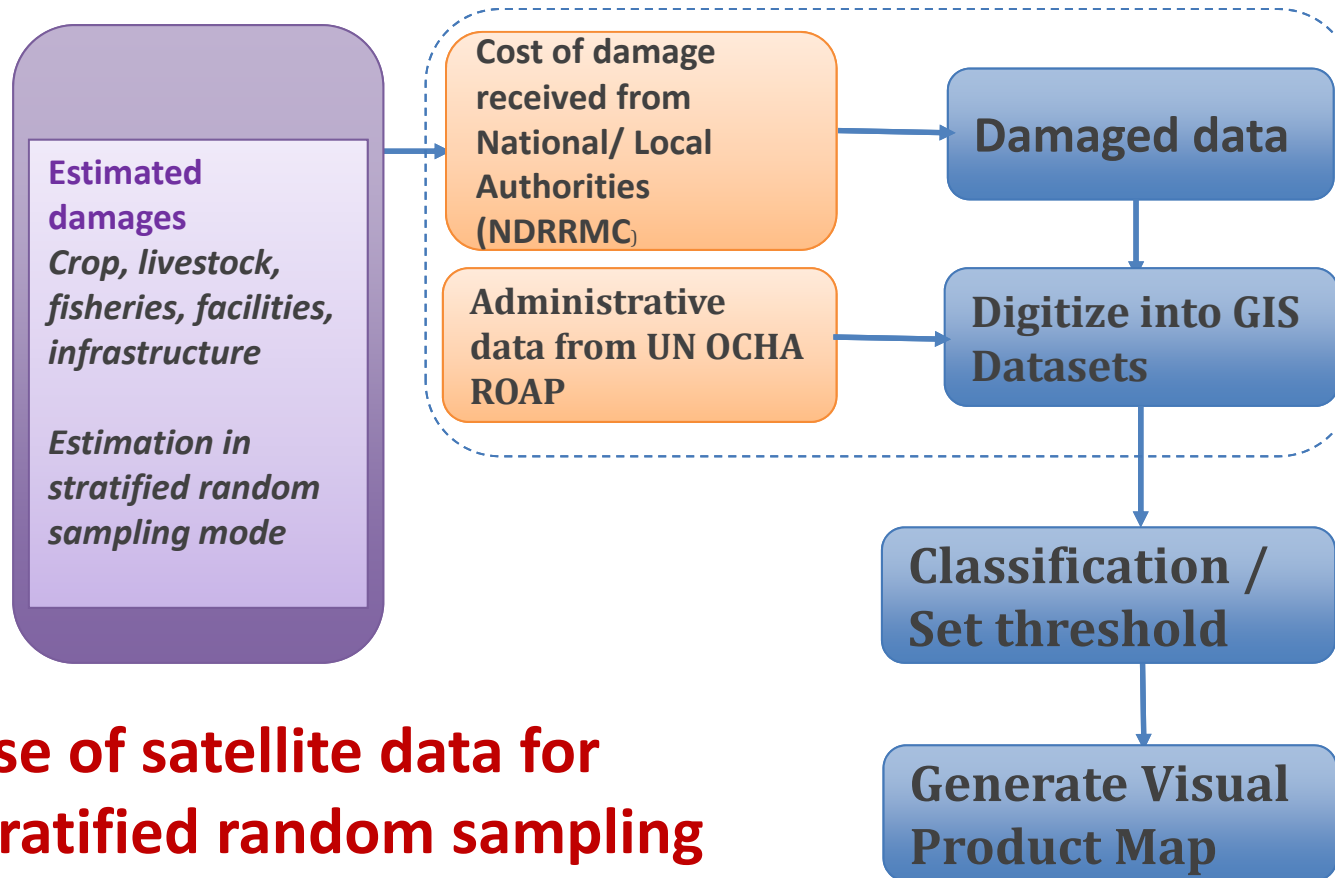 Estimated
damages
Crop, livestock,
fisheries, facilities,
infrastructure
Estimation in
stratified random
sampling mode
Cost of damage
received from
National/ Local
Authorities
(NDRRMC)
Damaged data
Administrative
data from UN OCHA
ROAP
Digitize into GIS
Datasets
Classification /
Set threshold
Generate Visual
Product Map
se of satellite data for
ratified random sampling